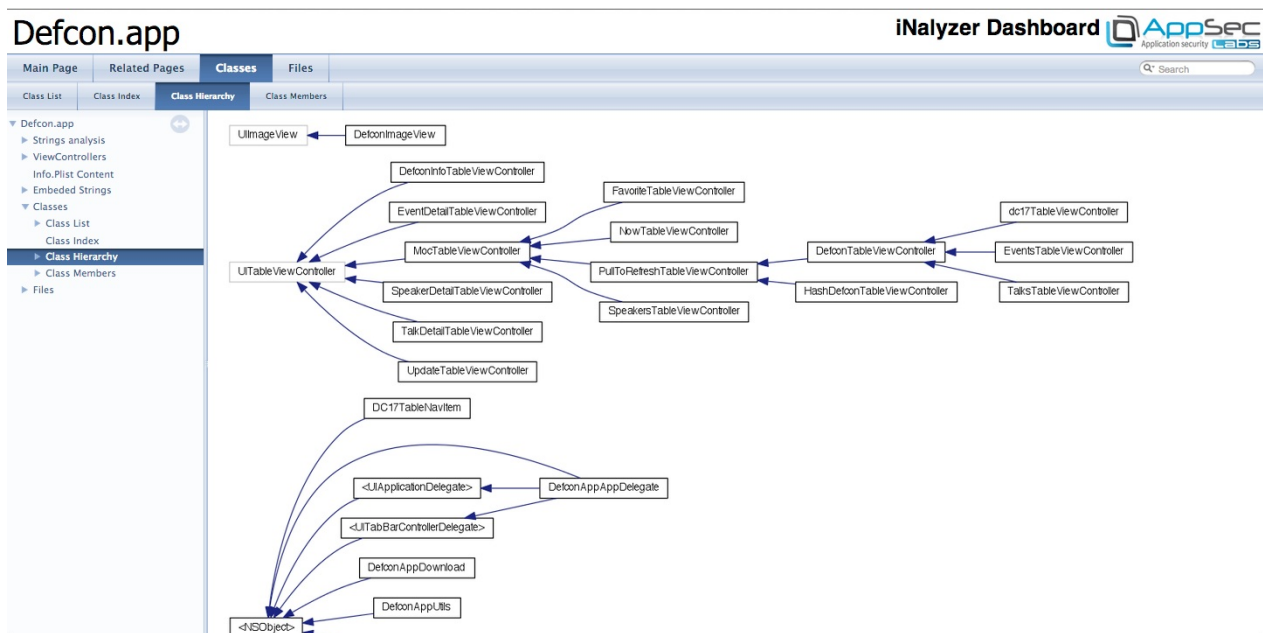 Defcon.app
iNalyzer Dashboard
AppSec
Application security LABS
Main Page
Related Pages
Classes
Files
Search
Class List
Class Index
Class Hierarchy
Class Members
Defcon.app
Strings analysis
ViewControllers
Info.Plist Content
Embeded Strings
Classes
Class List
Class Index
Class Hierarchy
Class Members
Files
UIImageView
DefconImageView
DefconInfoTableViewController
EventDetailTableViewController
MocTableViewController
UITableViewController
SpeakerDetailTableViewController
TalkDetailTableViewController
UpdateTableViewController
FavoriteTableViewController
NowTableViewController
PullToRefreshTableViewController
SpeakersTableViewController
DefconTableViewController
HashDefconTableViewController
dc17TableViewController
EventsTableViewController
TalksTableViewController
DC17TableNavItem
<UIApplicationDelegate>
DefconAppAppDelegate
<UITabBarControllerDelegate>
DefconAppDownload
DefconAppUtils
<NSObject>